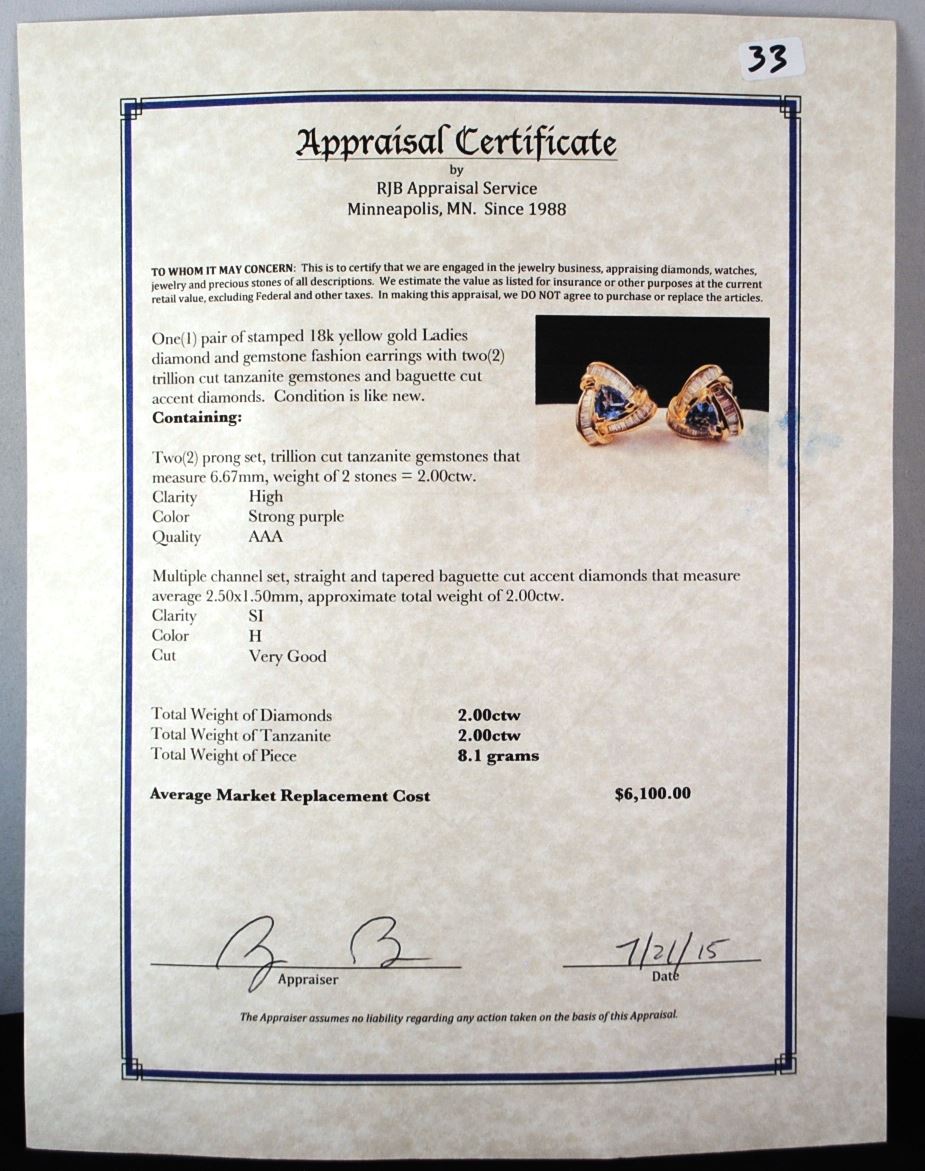 33
Appraisal Certificate
by
RJB Appraisal Service
Minneapolis, MN. Since 1988
TO WHOM IT MAY CONCERN: This is to certify that we are engaged in the jewelry business, appraising diamonds, watches,
jewelry and precious stones of all descriptions. We estimate the value as listed for insurance or other purposes at the current
retail value, excluding Federal and other taxes. In making this appraisal, we DO NOT agree to purchase or replace the articles.
One(1) pair of stamped 18k yellow gold Ladies
diamond and gemstone fashion earrings with two(2)
trillion cut tanzanite gemstones and baguette cut
accent diamonds. Condition is like new.
Containing:
Two(2) prong set, trillion cut tanzanite gemstones that
measure 6.67mm, weight of 2 stones = 2.00ctw.
Clarity High
Color Strong purple
Quality AAA
Multiple channel set, straight and tapered baguette cut accent diamonds that measure
average 2.50x1.50mm, approximate total weight of 2.00ctw.
Clarity SI
Color H
Cut Very Good
Total Weight of Diamonds 2.00ctw
Total Weight of Tanzanite 2.00ctw
Total Weight of Piece 8.1 grams
Average Market Replacement Cost $6,100.00
7/21/15
Appraiser Date
The Appraiser assumes no liability regarding any action taken on the basis of this Appraisal.